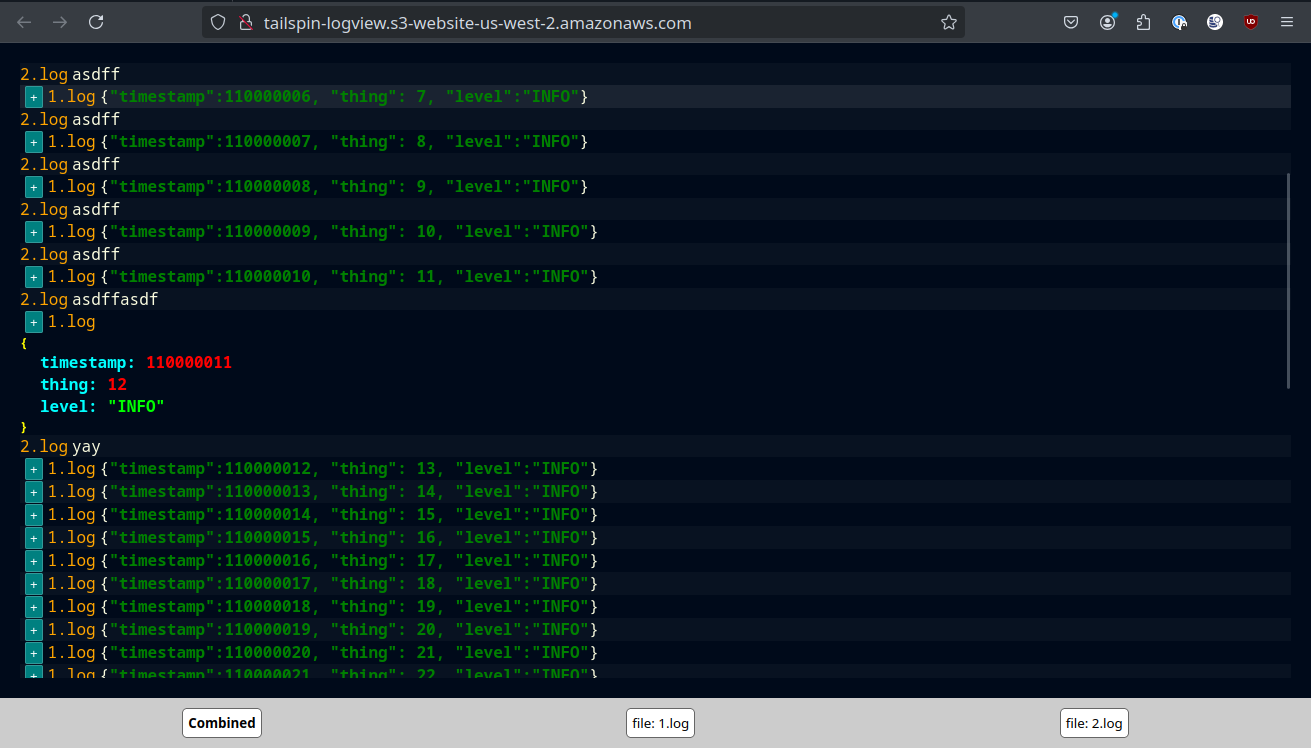 tailspin-logview.s3-website-us-west-2.amazonaws.com
2.log asdff
+ 1.log {"timestamp":110000006, "thing": 7, "level":"INFO"}
2.log asdff
+ 1.log {"timestamp":110000007, "thing": 8, "level":"INFO"}
2.log asdff
+ 1.log {"timestamp":110000008, "thing": 9, "level":"INFO"}
2.log asdff
+ 1.log {"timestamp":110000009, "thing": 10, "level":"INFO"}
2.log asdff
+ 1.log {"timestamp":110000010, "thing": 11, "level":"INFO"}
2.log asdffasdf
+ 1.log
{
timestamp: 110000011
thing: 12
level: "INFO"
}
2.log yay
+ 1.log {"timestamp":110000012, "thing": 13, "level":"INFO"}
+ 1.log {"timestamp":110000013, "thing": 14, "level":"INFO"}
+ 1.log {"timestamp":110000014, "thing": 15, "level":"INFO"}
+ 1.log {"timestamp":110000015, "thing": 16, "level":"INFO"}
+ 1.log {"timestamp":110000016, "thing": 17, "level":"INFO"}
+ 1.log {"timestamp":110000017, "thing": 18, "level":"INFO"}
+ 1.log {"timestamp":110000018, "thing": 19, "level":"INFO"}
+ 1.log {"timestamp":110000019, "thing": 20, "level":"INFO"}
+ 1.log {"timestamp":110000020, "thing": 21, "level":"INFO"}
+ 1.log {"timestamp":110000021, "thing": 22, "level":"INFO"}
Combined
file: 1.log
file: 2.log